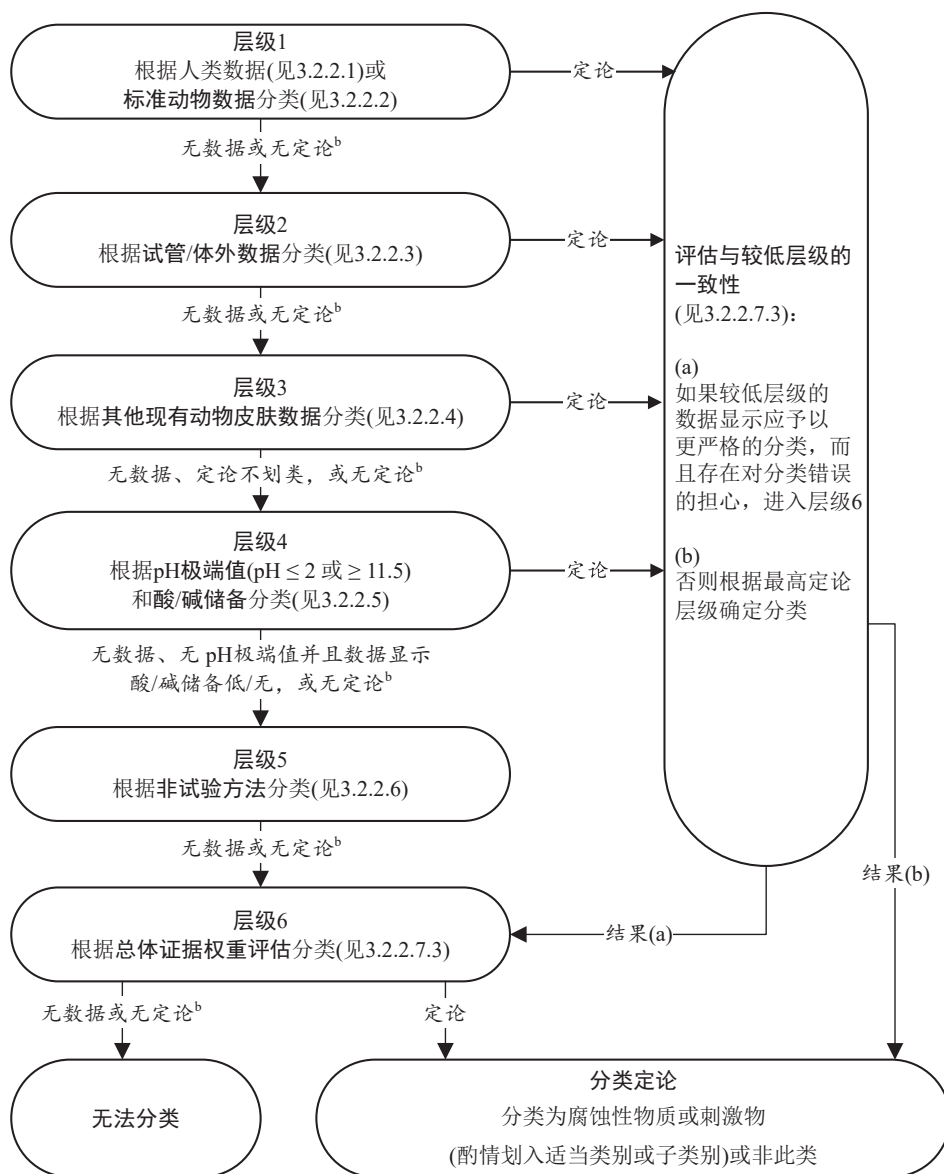 层级1
根据人类数据(见3.2.2.1)或
标准动物数据分类(见3.2.2.2)
定论
无数据或无定论b
层级2
根据试管/体外数据分类(见3.2.2.3)
定论
无数据或无定论b
层级3
根据其他现有动物皮肤数据分类(见3.2.2.4)
定论
无数据、定论不划类，或无定论b
层级4
根据pH极端值(pH ≤ 2 或 ≥ 11.5)
和酸/碱储备分类(见3.2.2.5)
定论
无数据、无 pH极端值并且数据显示
酸/碱储备低/无，或无定论b
层级5
根据非试验方法分类(见3.2.2.6)
无数据或无定论b
层级6
根据总体证据权重评估分类(见3.2.2.7.3)
无数据或无定论b
定论
评估与较低层级的
一致性
(见3.2.2.7.3)：
(a)
如果较低层级的
数据显示应予以
更严格的分类，而
且存在对分类错误
的担心，进入层级6
(b)
否则根据最高定论
层级确定分类
结果(a)
结果(b)
无法分类
分类定论
分类为腐蚀性物质或刺激物
(酌情划入适当类别或子类别)或非此类